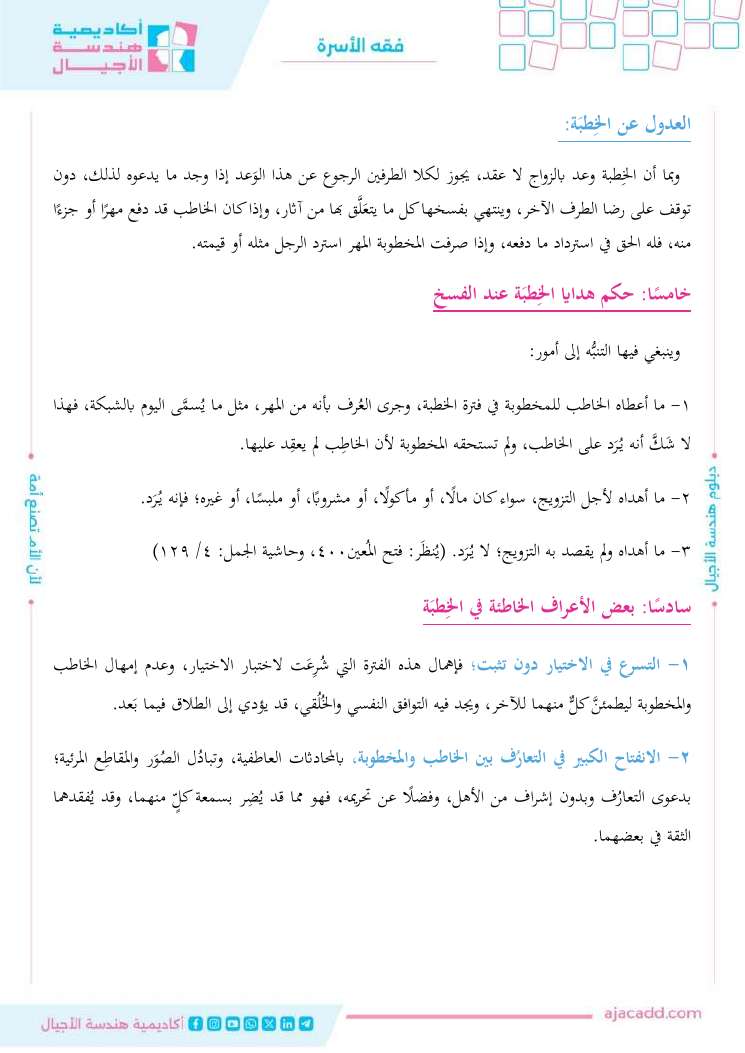 أكاديمية
هندسة
الأجيال
فقه الأسرة
العدول عن الخِطبَة:
وبما أن الخِطبة وعد بالزواج لا عقد، يجوز لكلا الطرفين الرجوع عن هذا الوَعد إذا وجد ما يدعوه لذلك، دون
توقف على رضا الطرف الآخر، وينتهي بفسخها كل ما يتعَلَّق بها من آثار، وإذا كان الخاطب قد دفع مهرًا أو جزءًا
منه، فله الحق في استرداد ما دفعه، وإذا صرفت المخطوبة المهر استرد الرجل مثله أو قيمته.
خامسًا: حكم هدايا الخِطبَة عند الفسخ
وينبغي فيها التنبُّه إلى أمور:
١- ما أعطاه الخاطب للمخطوبة في فترة الخطبة، وجرى العُرف بأنه من المهر، مثل ما يُسمَّى اليوم بالشبكة، فهذا
لا شَكَّ أنه يُرَد على الخاطب، ولم تستحقه المخطوبة لأن الخاطِب لم يعقِد عليها.
٢- ما أهداه لأجل التزويج، سواء كان مالًا، أو مأكولًا، أو مشروبًا، أو ملبسًا، أو غيره؛ فإنه يُرَد.
٣- ما أهداه ولم يقصد به التزويج؛ لا يُرَد. (يُنظَر: فتح المُعين٤٠٠، وحاشية الجمل: ٤/ ١٢٩)
سادسًا: بعض الأعراف الخاطئة في الخِطبَة
١- التسرع في الاختيار دون تثبت؛ فإهمال هذه الفترة التي شُرِعَت لاختبار الاختيار، وعدم إمهال الخاطب
والمخطوبة ليطمئنَّ كلٌّ منهما للآخر، ويجد فيه التوافق النفسي والخُلُقي، قد يؤدي إلى الطلاق فيما بَعد.
٢- الانفتاح الكبير في التعارُف بين الخاطب والمخطوبة، بالمحادثات العاطفية، وتبادُل الصُوَر والمقاطِع المرئية؛
بدعوى التعارُف وبدون إشراف من الأهل، وفضلًا عن تحريمه، فهو مما قد يُضِر بسمعة كلٍّ منهما، وقد يُفقدهما
الثقة في بعضهما.
دبلوم هندسة الأجيال
لأن الأم تصنع أمة
أكاديمية هندسة الأجيال
ajacadd.com